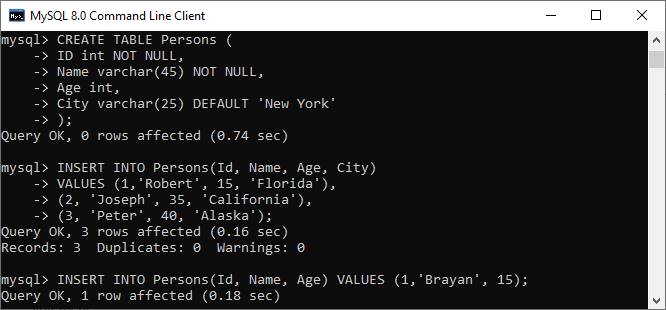 MySQL 8.0 Command Line Client
mysql> CREATE TABLE Persons (
    -> ID int NOT NULL,
    -> Name varchar(45) NOT NULL,
    -> Age int,
    -> City varchar(25) DEFAULT 'New York'
    -> );
Query OK, 0 rows affected (0.74 sec)

mysql> INSERT INTO Persons(Id, Name, Age, City)
    -> VALUES (1,'Robert', 15, 'Florida'),
    -> (2, 'Joseph', 35, 'California'),
    -> (3, 'Peter', 40, 'Alaska');
Query OK, 3 rows affected (0.16 sec)
Records: 3  Duplicates: 0  Warnings: 0

mysql> INSERT INTO Persons(Id, Name, Age) VALUES (1,'Brayan', 15);
Query OK, 1 row affected (0.18 sec)